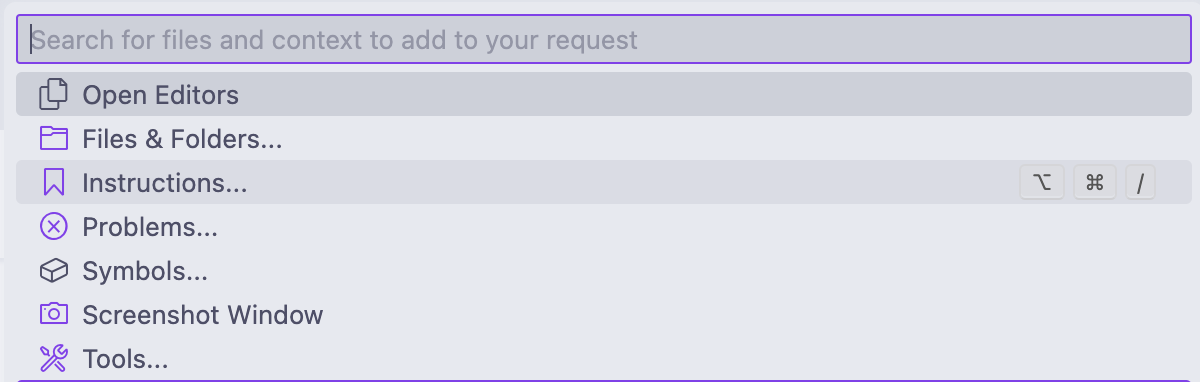 Search for files and context to add to your request
Open Editors
Files & Folders...
Instructions... ⌥ ⌘ /
Problems...
Symbols...
Screenshot Window
Tools...